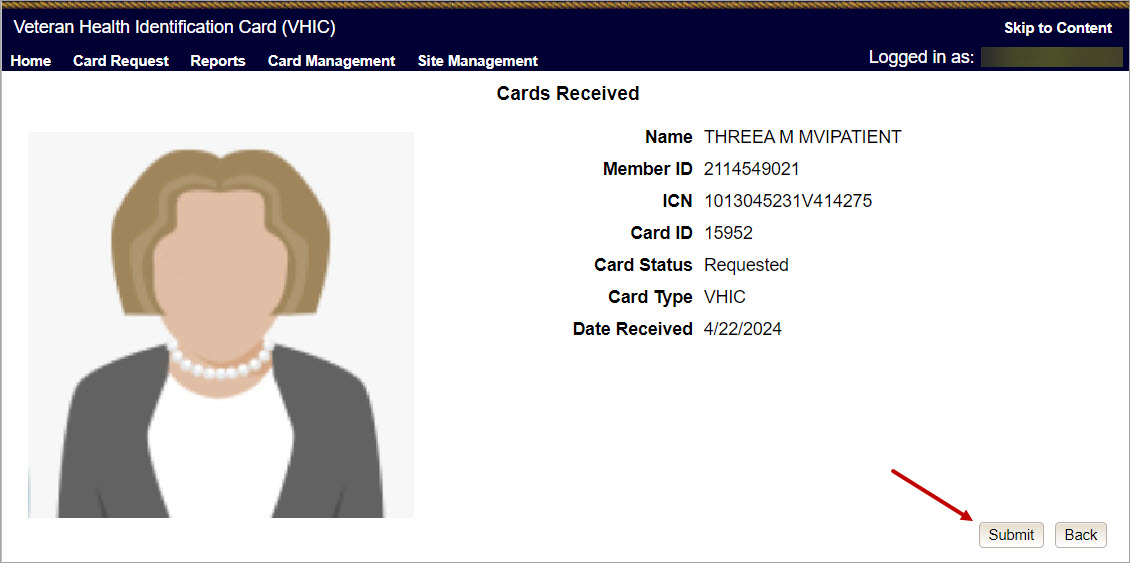 Veteran Health Identification Card (VHIC)
Skip to Content
Home Card Request Reports Card Management Site Management
Logged in as:
Cards Received
Name THREEA M MVIPATIENT
Member ID 2114549021
ICN 1013045231V414275
Card ID 15952
Card Status Requested
Card Type VHIC
Date Received 4/22/2024
Submit Back